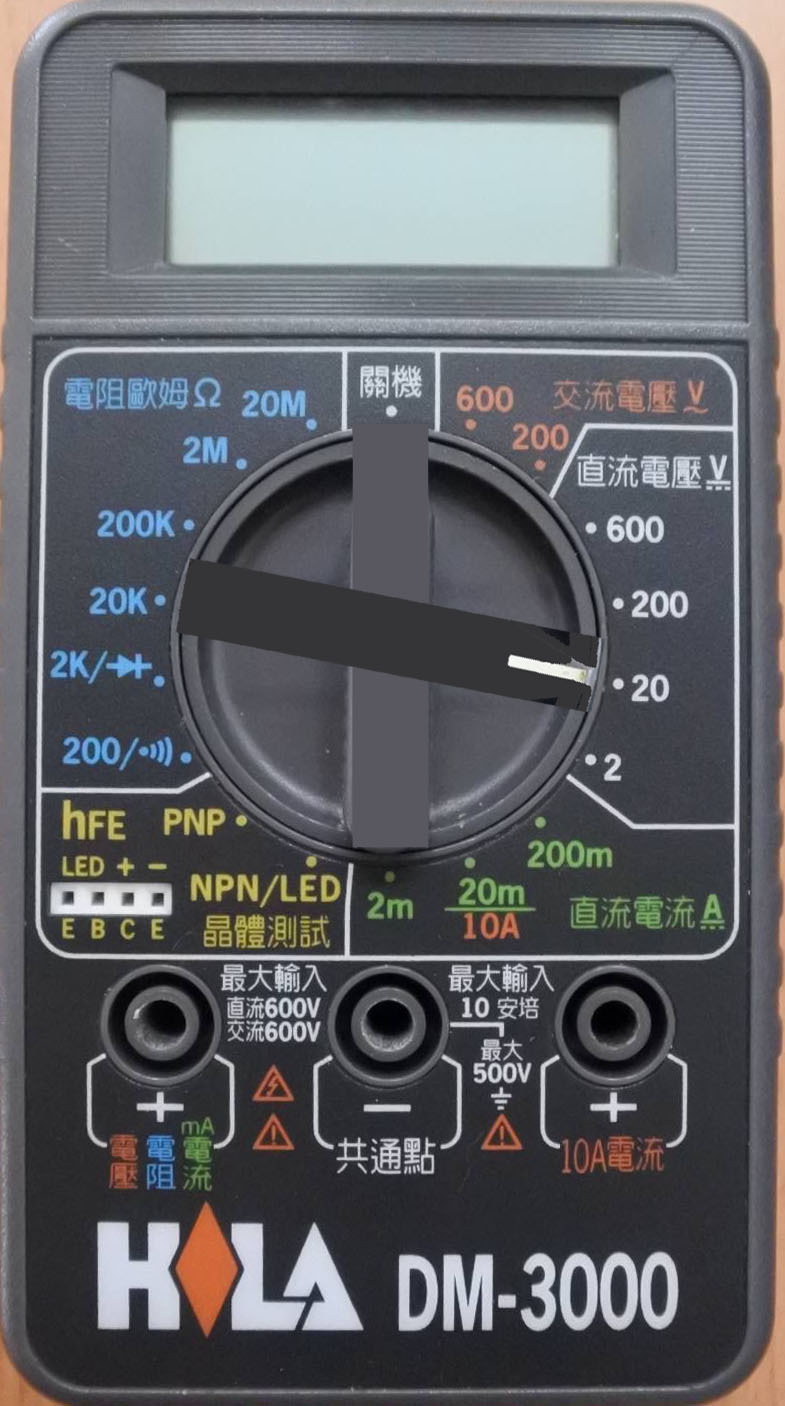 電阻歐姆Ω
20M
關機
600
交流電壓 V
2M
200
直流電壓 V
200K
600
20K
200
2K/
20
200/
2
hFE PNP
200m
LED + −
NPN/LED
2m
20m
10A
直流電流 A
E B C E
晶體測試
最大輸入
直流600V
交流600V
最大輸入
10 安培
最大
500V
+
−
+
電壓
電阻
mA
電流
共通點
10A電流
HOLA DM-3000